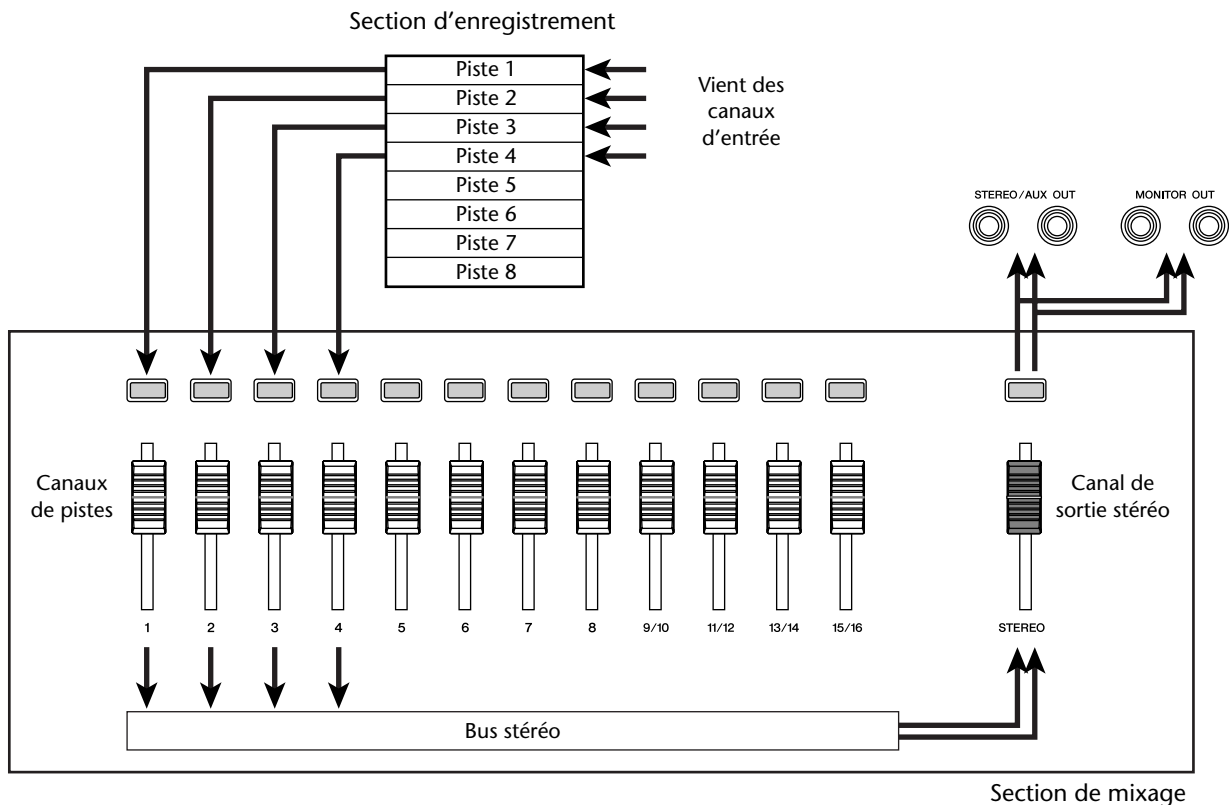 Section d’enregistrement
Piste 1
Piste 2
Piste 3
Piste 4
Piste 5
Piste 6
Piste 7
Piste 8
Vient des
canaux
d’entrée
STEREO/AUX OUT
MONITOR OUT
Canaux
de pistes
Canal de
sortie stéréo
1
2
3
4
5
6
7
8
9/10
11/12
13/14
15/16
STEREO
Bus stéréo
Section de mixage